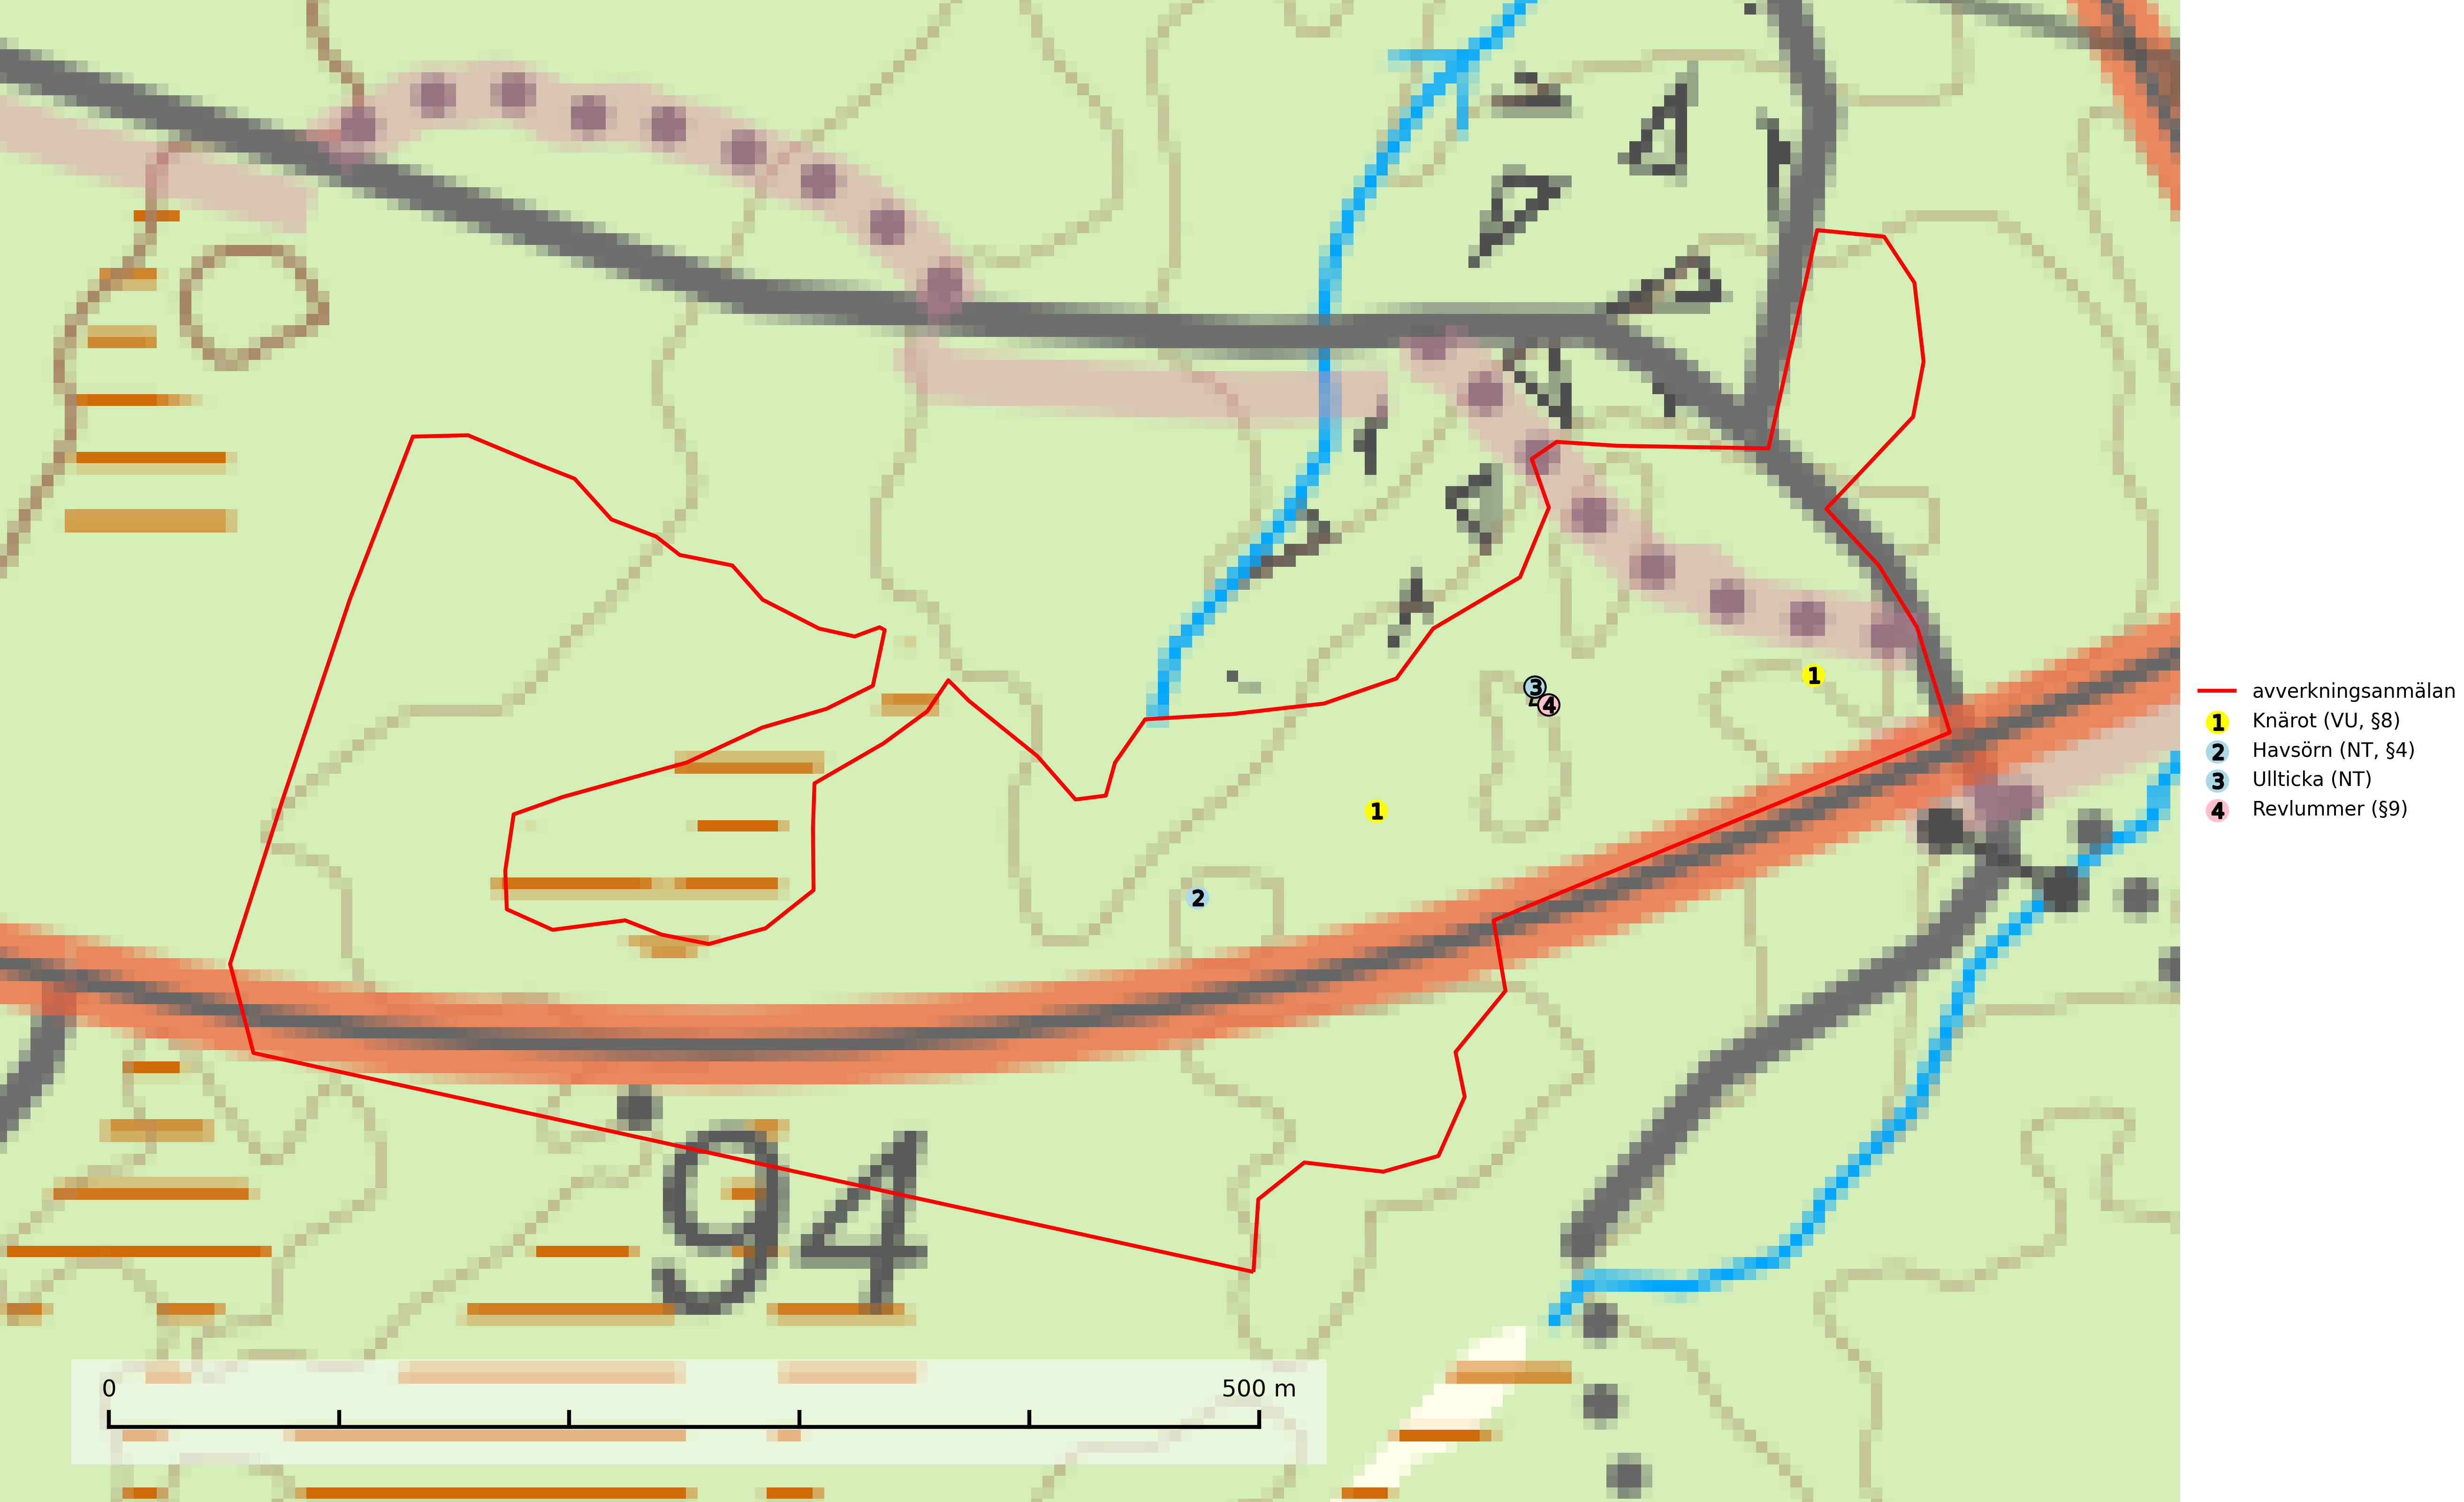 1
3
4
1
2
94
0 500 m
avverkningsanmälan
1 Knärot (VU, §8)
2 Havsörn (NT, §4)
3 Ullticka (NT)
4 Revlummer (§9)